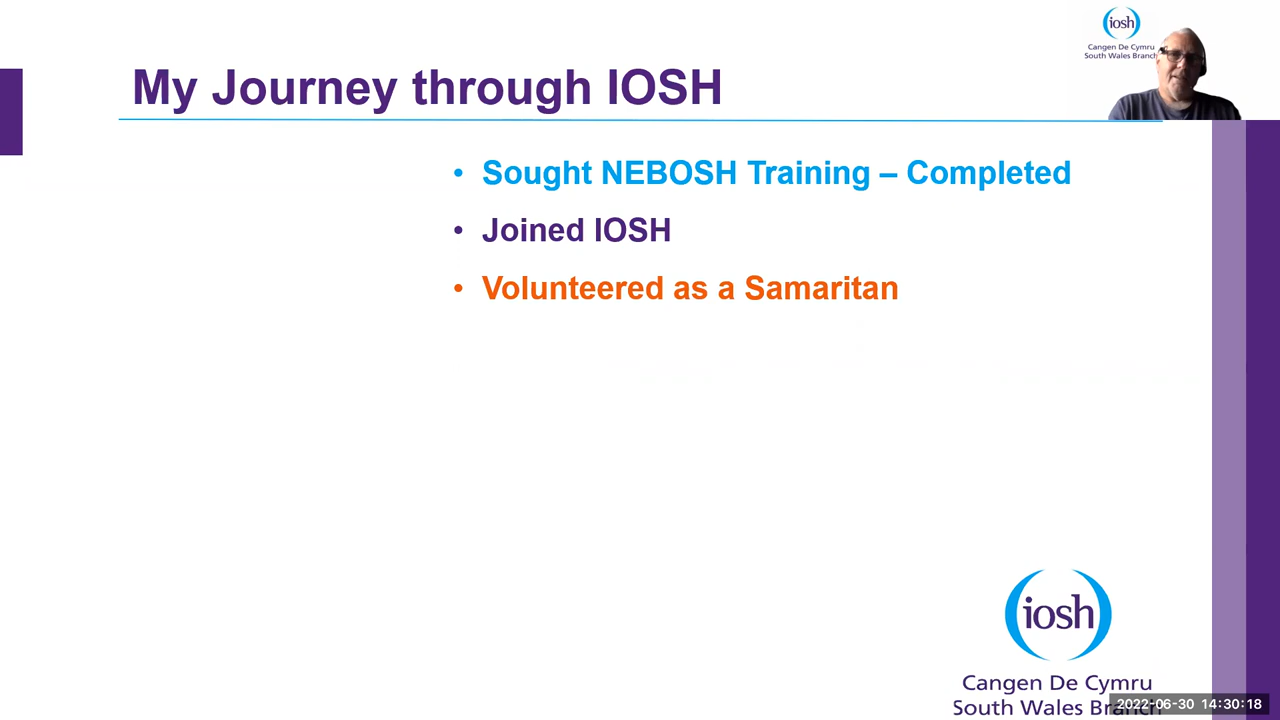 iosh
Cangen De Cymru
South Wales Branch
My Journey through IOSH
• Sought NEBOSH Training – Completed
• Joined IOSH
• Volunteered as a Samaritan
iosh
Cangen De Cymru
South Wales Branch
2022-06-30 14:30:18